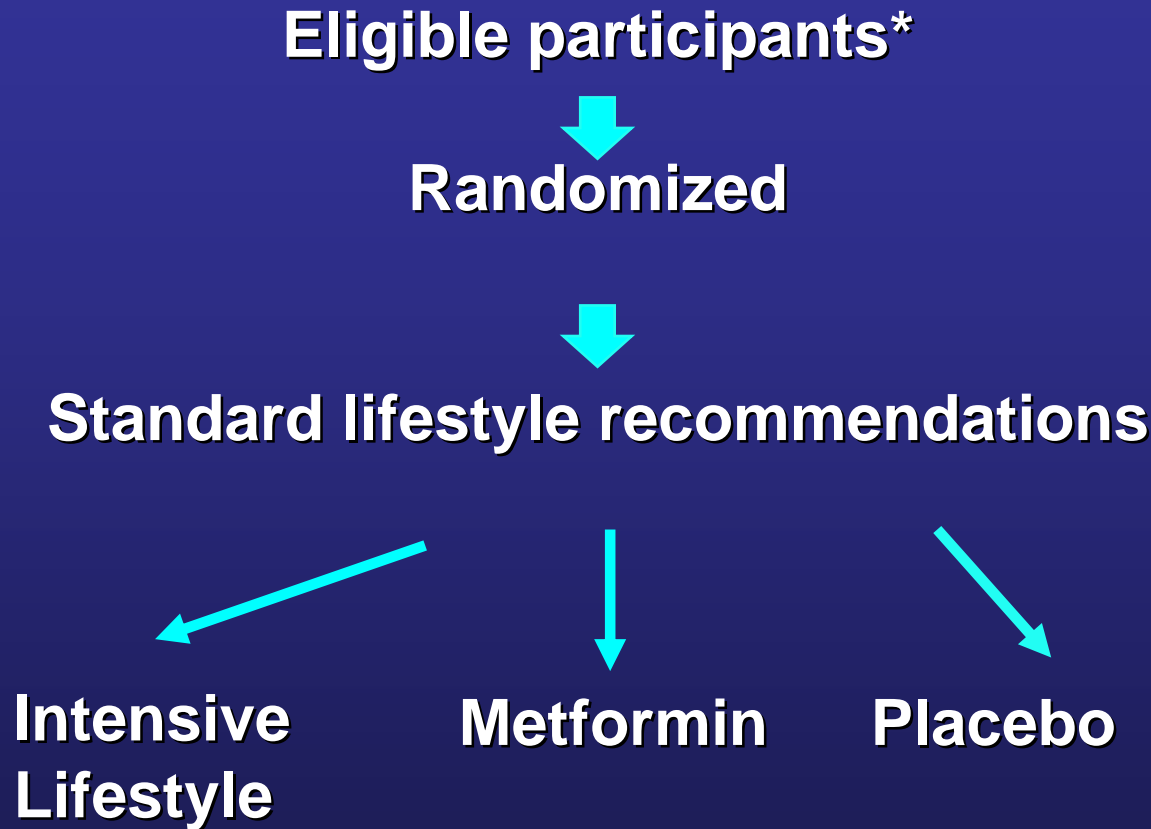 Eligible participants*
Randomized
Standard lifestyle recommendations
Intensive
Lifestyle
Metformin
Placebo